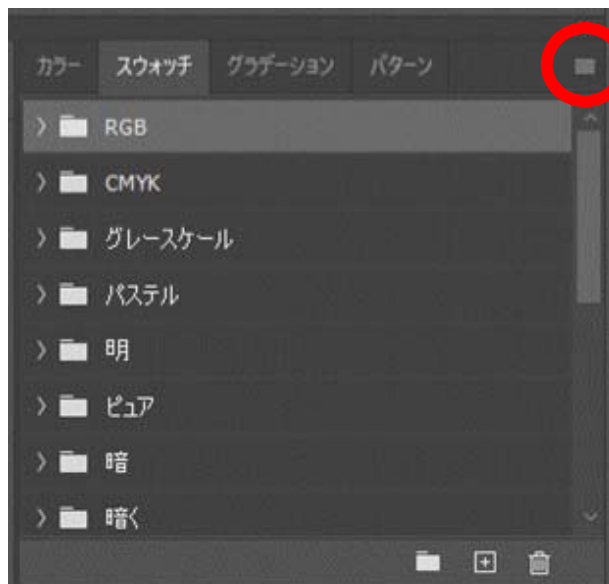 カラー スウォッチ グラデーション パターン
RGB
CMYK
グレースケール
パステル
明
ピュア
暗
暗く